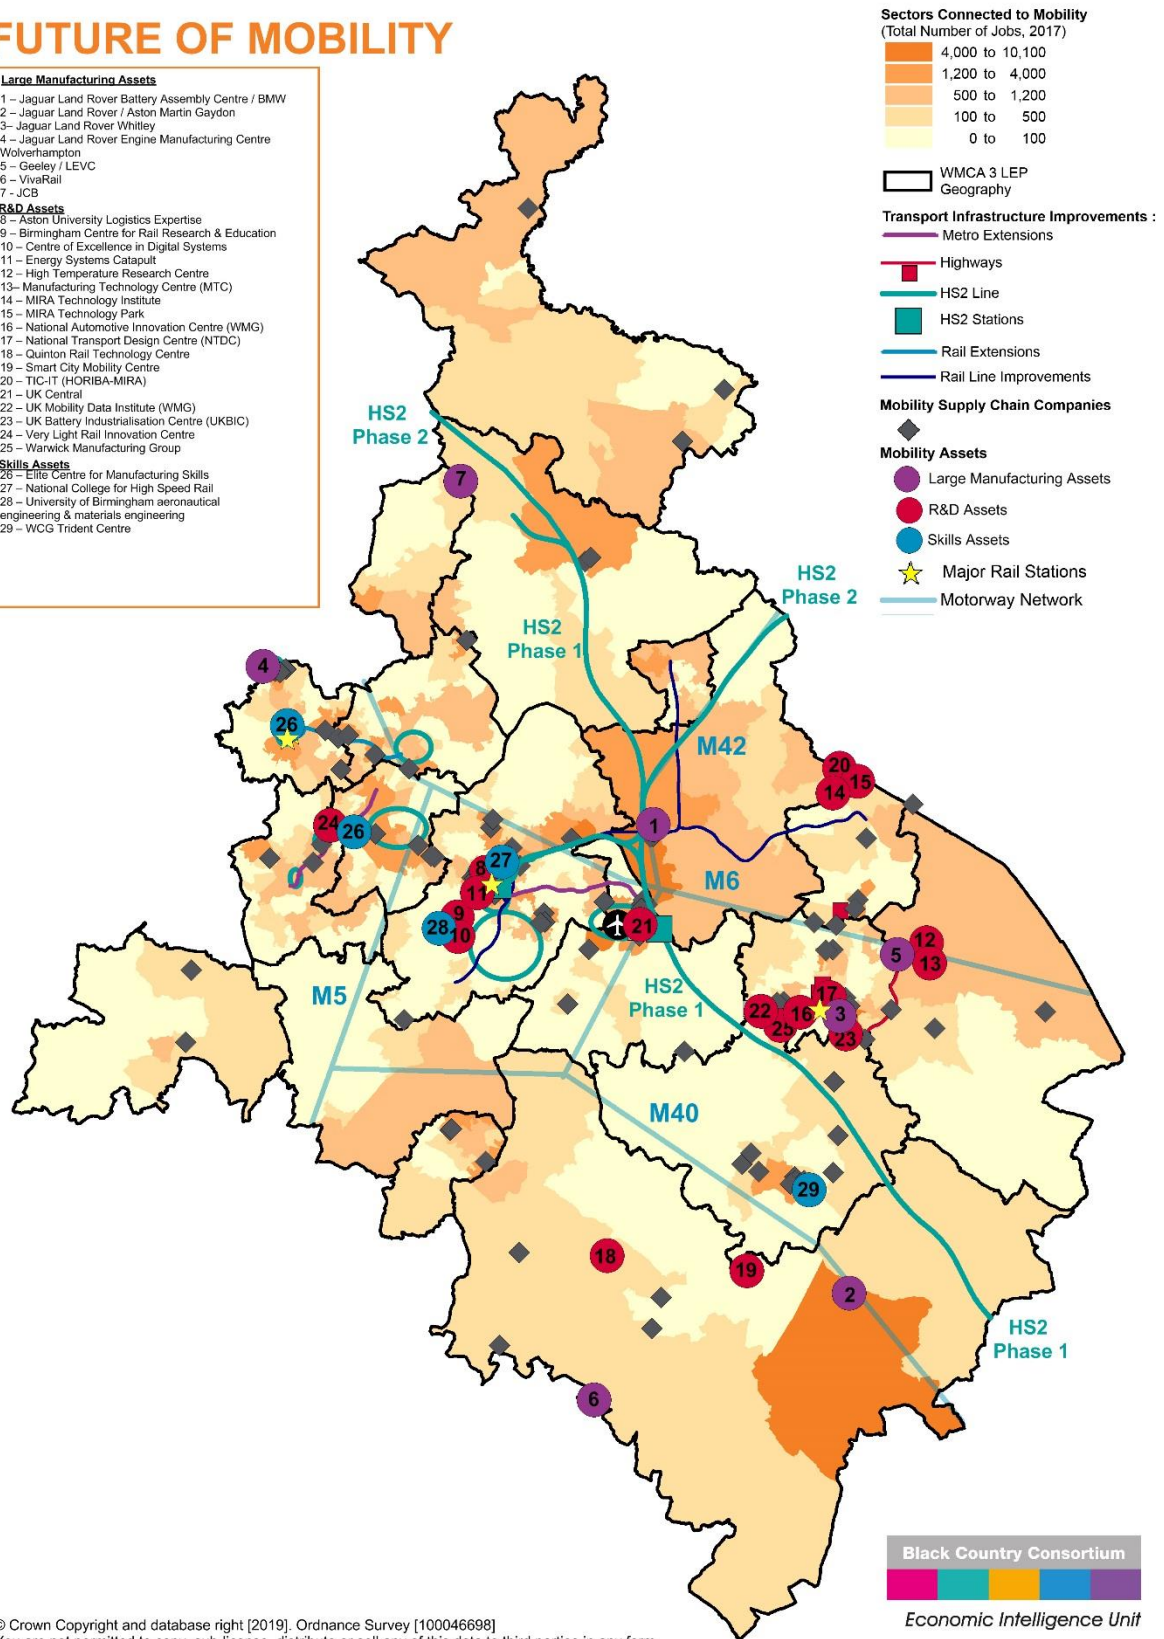 FUTURE OF MOBILITY
Large Manufacturing Assets
1 – Jaguar Land Rover Battery Assembly Centre / BMW
2 – Jaguar Land Rover / Aston Martin Gaydon
3– Jaguar Land Rover Whitley
4 – Jaguar Land Rover Engine Manufacturing Centre
Wolverhampton
5 – Geeley / LEVC
6 – VivaRail
7 - JCB
R&D Assets
8 – Aston University Logistics Expertise
9 – Birmingham Centre for Rail Research & Education
10 – Centre of Excellence in Digital Systems
11 – Energy Systems Catapult
12 – High Temperature Research Centre
13– Manufacturing Technology Centre (MTC)
14 – MIRA Technology Institute
15 – MIRA Technology Park
16 – National Automotive Innovation Centre (WMG)
17 – National Transport Design Centre (NTDC)
18 – Quinton Rail Technology Centre
19 – Smart City Mobility Centre
20 – TIC-IT (HORIBA-MIRA)
21 – UK Central
22 – UK Mobility Data Institute (WMG)
23 – UK Battery Industrialisation Centre (UKBIC)
24 – Very Light Rail Innovation Centre
25 – Warwick Manufacturing Group
Skills Assets
26 – Elite Centre for Manufacturing Skills
27 – National College for High Speed Rail
28 – University of Birmingham aeronautical
engineering & materials engineering
29 – WCG Trident Centre
Sectors Connected to Mobility
(Total Number of Jobs, 2017)
4,000 to 10,100
1,200 to 4,000
500 to 1,200
100 to 500
0 to 100
WMCA 3 LEP
Geography
Transport Infrastructure Improvements :
Metro Extensions
Highways
HS2 Line
HS2 Stations
Rail Extensions
Rail Line Improvements
Mobility Supply Chain Companies
Mobility Assets
Large Manufacturing Assets
R&D Assets
Skills Assets
Major Rail Stations
Motorway Network
HS2
Phase 2
7
HS2
Phase 2
HS2
Phase 1
4
26
M42
20
15
14
24
26
1
27
8
11
M6
9
28
10
21
12
5
13
M5
HS2
Phase 1
17
22
16
3
25
23
M40
29
18
19
2
HS2
Phase 1
6
Black Country Consortium
Economic Intelligence Unit
© Crown Copyright and database right [2019]. Ordnance Survey [100046698]